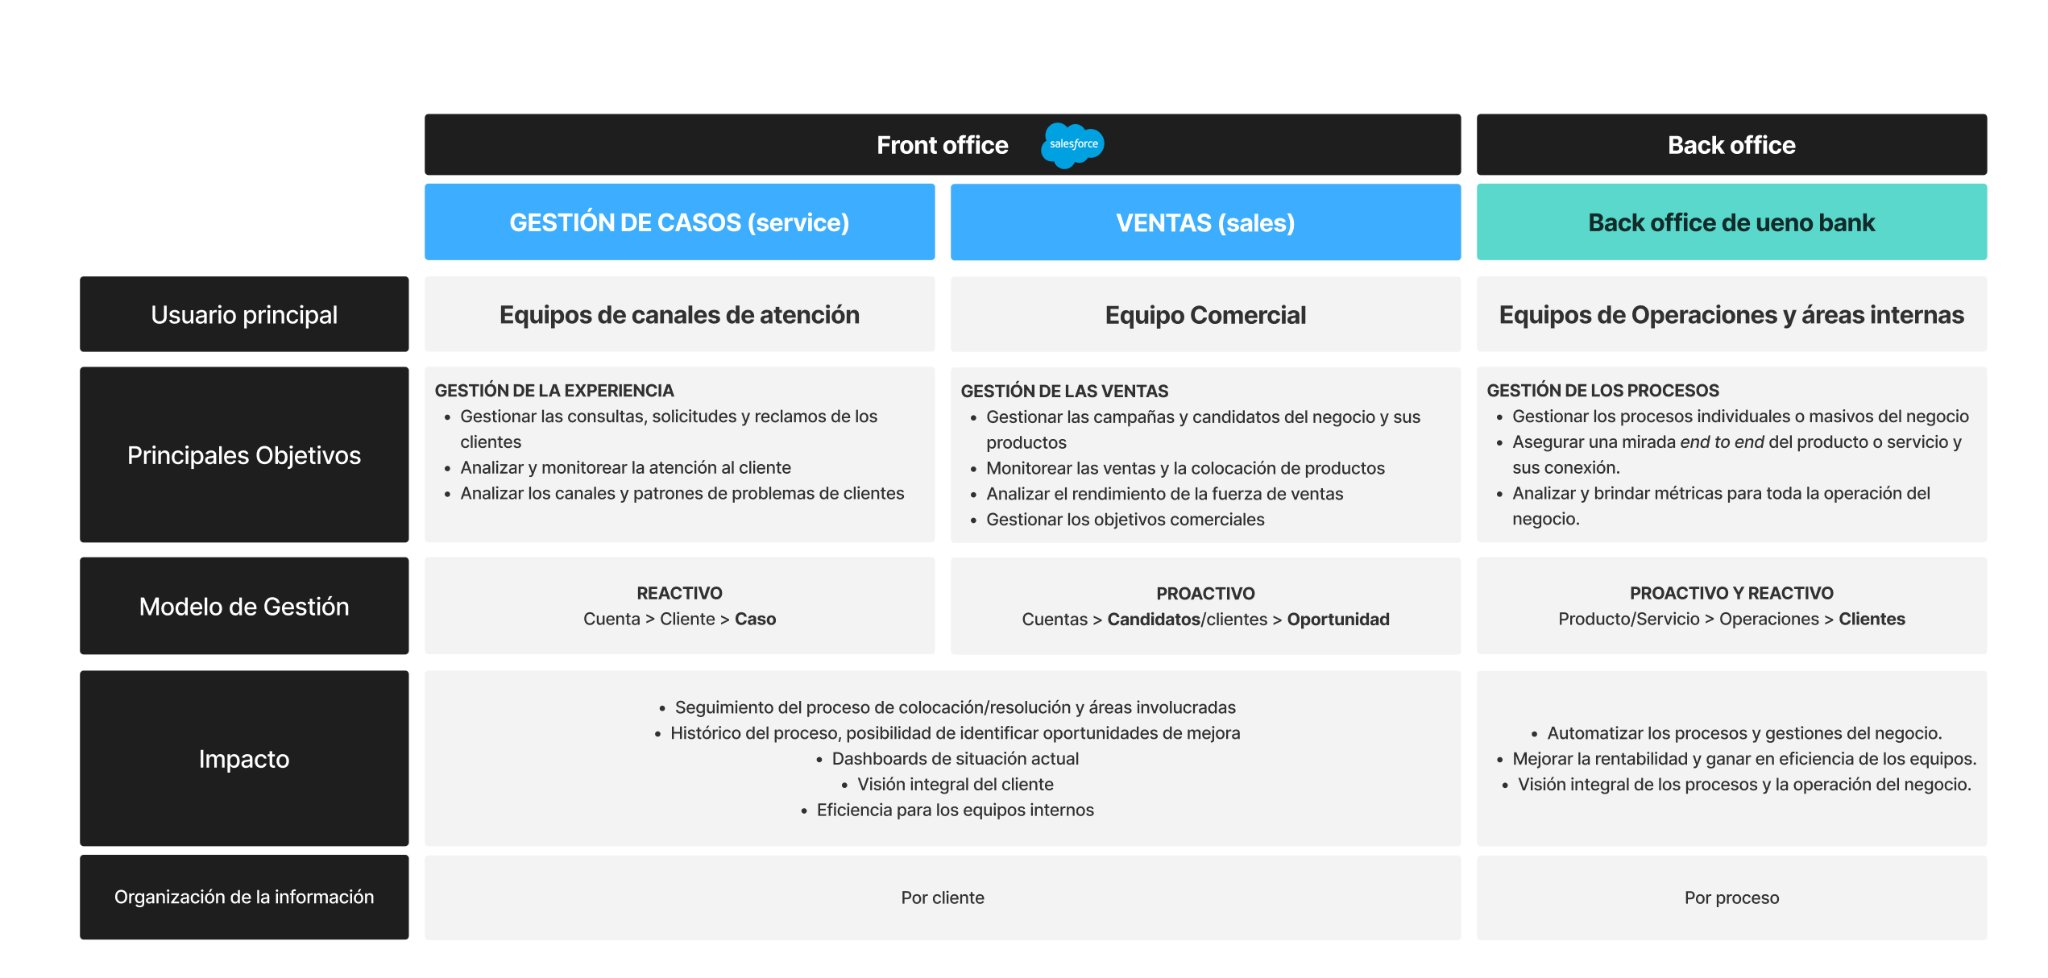 Front office
salesforce
Back office
GESTIÓN DE CASOS (service)
VENTAS (sales)
Back office de ueno bank
Usuario principal
Equipos de canales de atención
Equipo Comercial
Equipos de Operaciones y áreas internas
Principales Objetivos
GESTIÓN DE LA EXPERIENCIA
• Gestionar las consultas, solicitudes y reclamos de los
clientes
• Analizar y monitorear la atención al cliente
• Analizar los canales y patrones de problemas de clientes
GESTIÓN DE LAS VENTAS
• Gestionar las campañas y candidatos del negocio y sus
productos
• Monitorear las ventas y la colocación de productos
• Analizar el rendimiento de la fuerza de ventas
• Gestionar los objetivos comerciales
GESTIÓN DE LOS PROCESOS
• Gestionar los procesos individuales o masivos del negocio
• Asegurar una mirada end to end del producto o servicio y
sus conexión.
• Analizar y brindar métricas para toda la operación del
negocio.
Modelo de Gestión
REACTIVO
Cuenta > Cliente > Caso
PROACTIVO
Cuentas > Candidatos/clientes > Oportunidad
PROACTIVO Y REACTIVO
Producto/Servicio > Operaciones > Clientes
Impacto
• Seguimiento del proceso de colocación/resolución y áreas involucradas
• Histórico del proceso, posibilidad de identificar oportunidades de mejora
• Dashboards de situación actual
• Visión integral del cliente
• Eficiencia para los equipos internos
• Automatizar los procesos y gestiones del negocio.
• Mejorar la rentabilidad y ganar en eficiencia de los equipos.
• Visión integral de los procesos y la operación del negocio.
Organización de la información
Por cliente
Por proceso